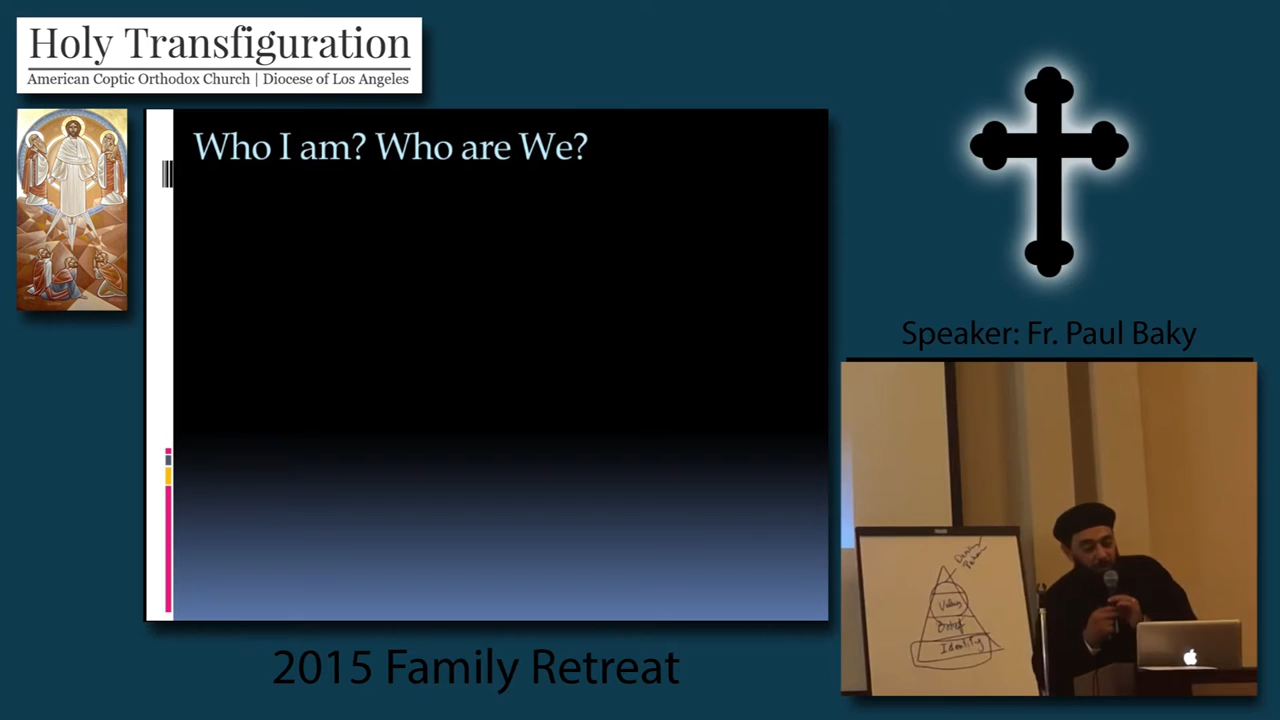 Holy Transfiguration
American Coptic Orthodox Church | Diocese of Los Angeles
Who I am? Who are We?
Speaker: Fr. Paul Baky
Values
Belief
Identity
2015 Family Retreat